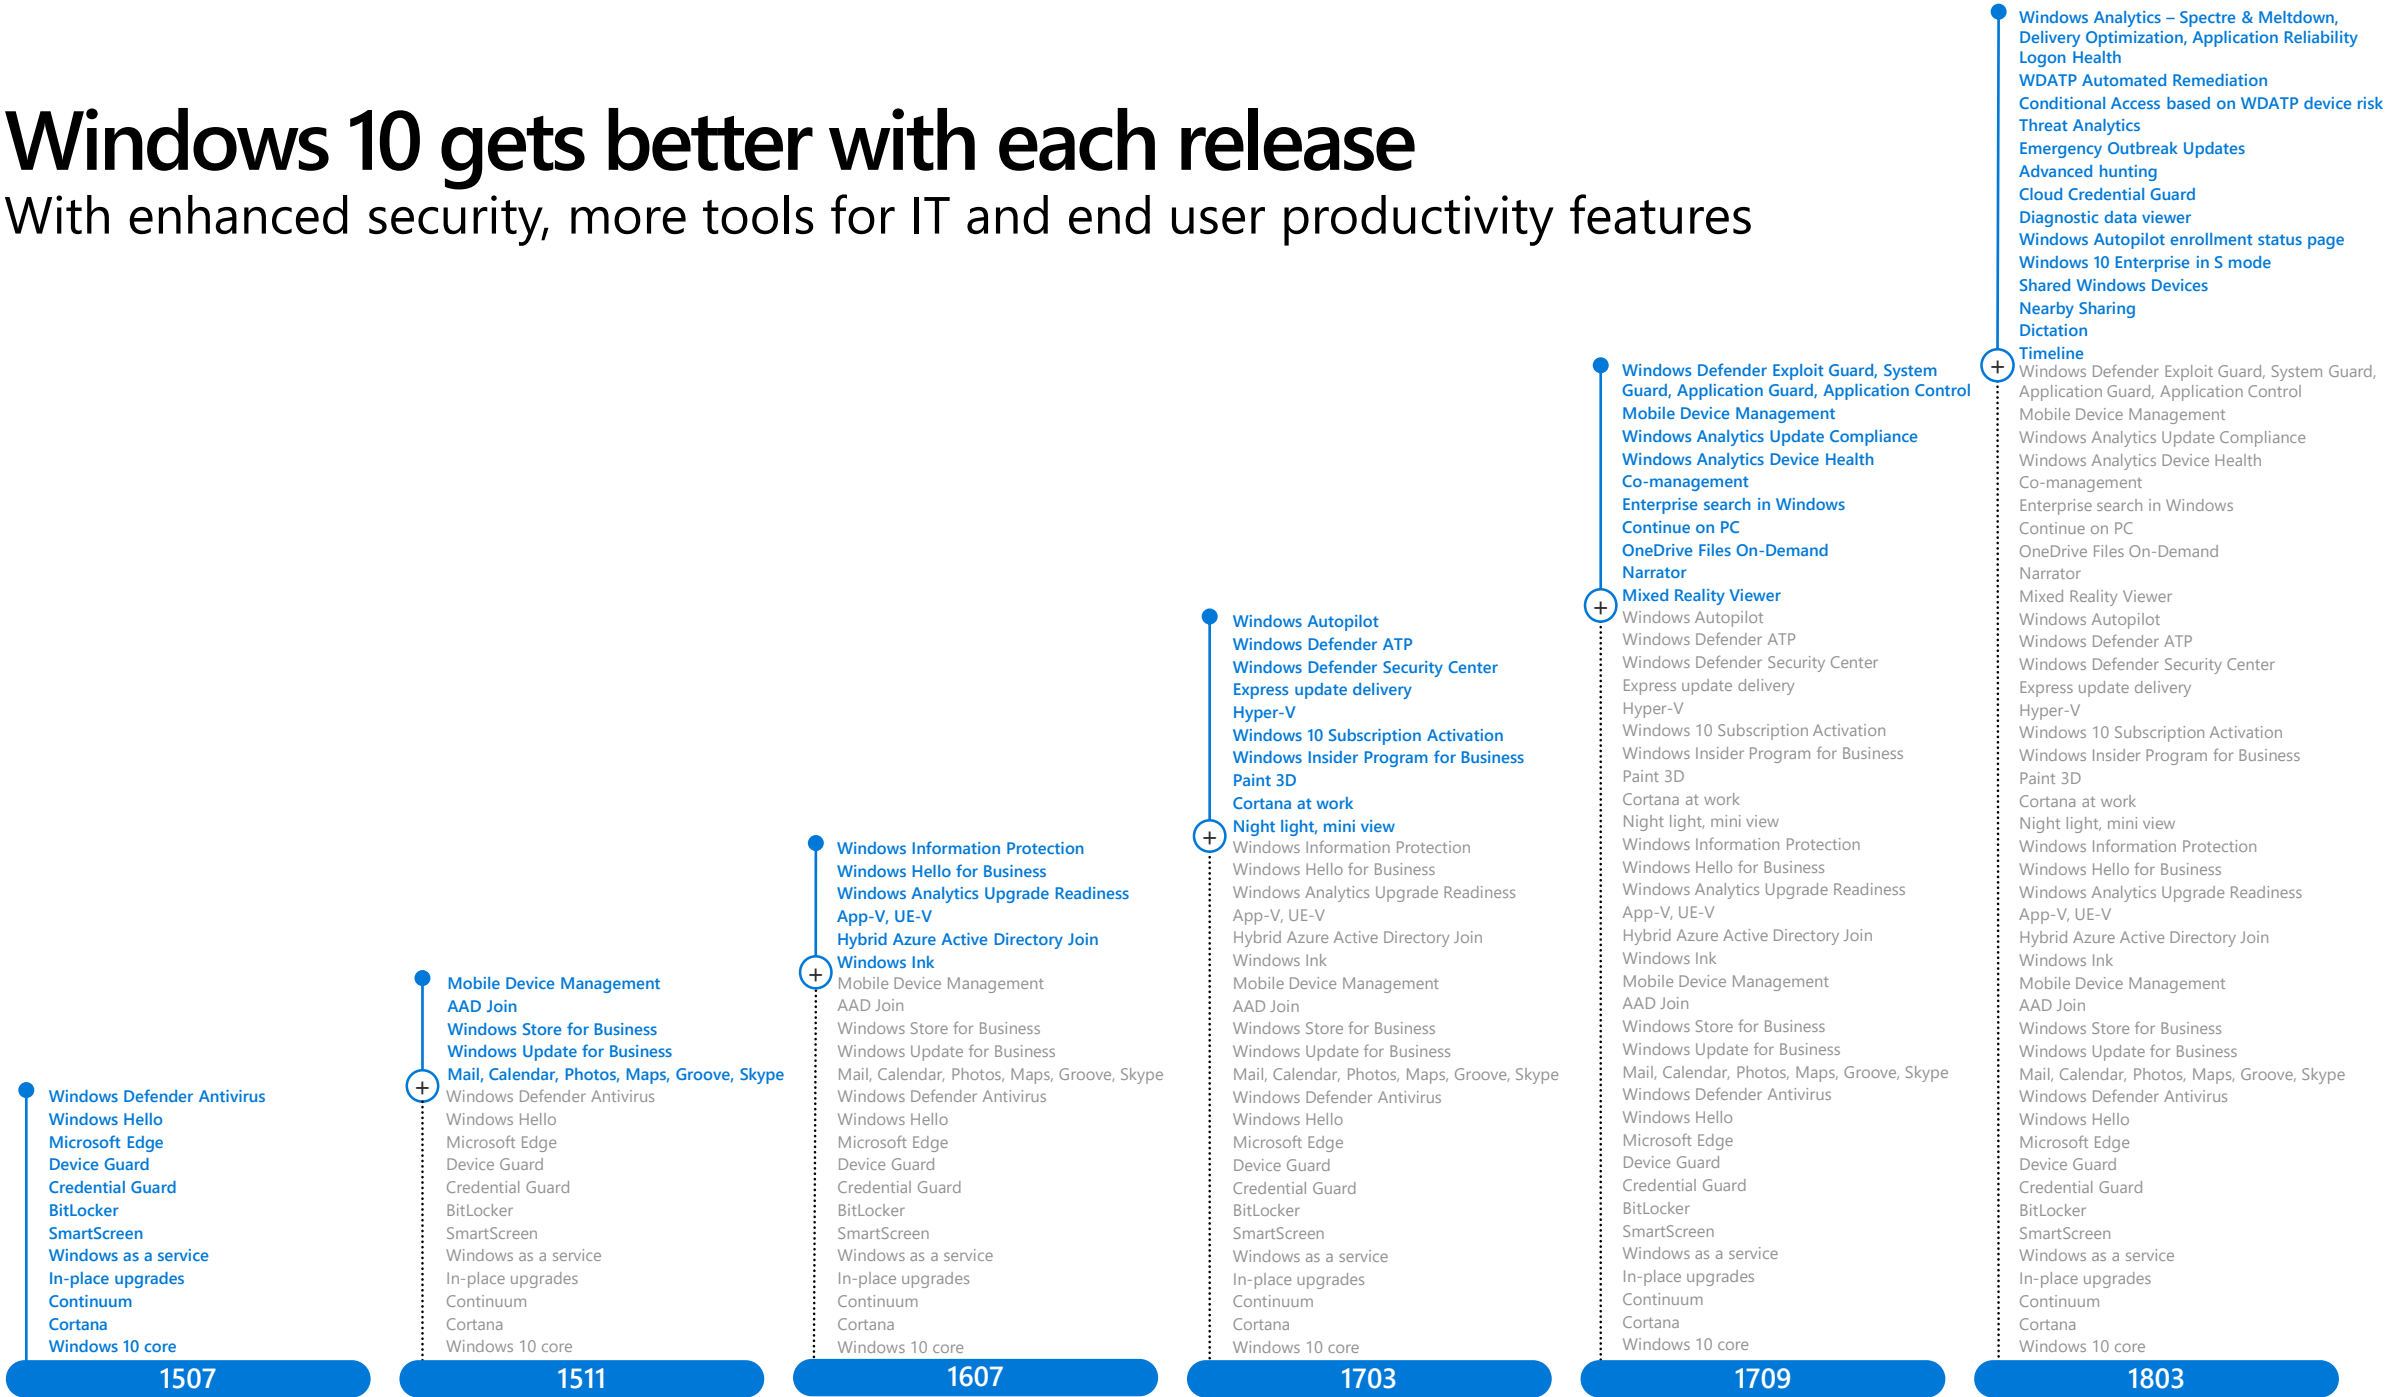 Windows 10 gets better with each release
With enhanced security, more tools for IT and end user productivity features
Windows Defender Antivirus
Windows Hello
Microsoft Edge
Device Guard
Credential Guard
BitLocker
SmartScreen
Windows as a service
In-place upgrades
Continuum
Cortana
Windows 10 core
1507
Mobile Device Management
AAD Join
Windows Store for Business
Windows Update for Business
Mail, Calendar, Photos, Maps, Groove, Skype
+
Windows Defender Antivirus
Windows Hello
Microsoft Edge
Device Guard
Credential Guard
BitLocker
SmartScreen
Windows as a service
In-place upgrades
Continuum
Cortana
Windows 10 core
1511
Windows Information Protection
Windows Hello for Business
Windows Analytics Upgrade Readiness
App-V, UE-V
Hybrid Azure Active Directory Join
Windows Ink
+
Mobile Device Management
AAD Join
Windows Store for Business
Windows Update for Business
Mail, Calendar, Photos, Maps, Groove, Skype
Windows Defender Antivirus
Windows Hello
Microsoft Edge
Device Guard
Credential Guard
BitLocker
SmartScreen
Windows as a service
In-place upgrades
Continuum
Cortana
Windows 10 core
1607
Windows Autopilot
Windows Defender ATP
Windows Defender Security Center
Express update delivery
Hyper-V
Windows 10 Subscription Activation
Windows Insider Program for Business
Paint 3D
Cortana at work
Night light, mini view
+
Windows Information Protection
Windows Hello for Business
Windows Analytics Upgrade Readiness
App-V, UE-V
Hybrid Azure Active Directory Join
Windows Ink
Mobile Device Management
AAD Join
Windows Store for Business
Windows Update for Business
Mail, Calendar, Photos, Maps, Groove, Skype
Windows Defender Antivirus
Windows Hello
Microsoft Edge
Device Guard
Credential Guard
BitLocker
SmartScreen
Windows as a service
In-place upgrades
Continuum
Cortana
Windows 10 core
1703
Windows Defender Exploit Guard, System
Guard, Application Guard, Application Control
Mobile Device Management
Windows Analytics Update Compliance
Windows Analytics Device Health
Co-management
Enterprise search in Windows
Continue on PC
OneDrive Files On-Demand
Narrator
Mixed Reality Viewer
+
Windows Autopilot
Windows Defender ATP
Windows Defender Security Center
Express update delivery
Hyper-V
Windows 10 Subscription Activation
Windows Insider Program for Business
Paint 3D
Cortana at work
Night light, mini view
Windows Information Protection
Windows Hello for Business
Windows Analytics Upgrade Readiness
App-V, UE-V
Hybrid Azure Active Directory Join
Windows Ink
Mobile Device Management
AAD Join
Windows Store for Business
Windows Update for Business
Mail, Calendar, Photos, Maps, Groove, Skype
Windows Defender Antivirus
Windows Hello
Microsoft Edge
Device Guard
Credential Guard
BitLocker
SmartScreen
Windows as a service
In-place upgrades
Continuum
Cortana
Windows 10 core
1709
Windows Analytics – Spectre & Meltdown,
Delivery Optimization, Application Reliability
Logon Health
WDATP Automated Remediation
Conditional Access based on WDATP device risk
Threat Analytics
Emergency Outbreak Updates
Advanced hunting
Cloud Credential Guard
Diagnostic data viewer
Windows Autopilot enrollment status page
Windows 10 Enterprise in S mode
Shared Windows Devices
Nearby Sharing
Dictation
Timeline
+
Windows Defender Exploit Guard, System Guard,
Application Guard, Application Control
Mobile Device Management
Windows Analytics Update Compliance
Windows Analytics Device Health
Co-management
Enterprise search in Windows
Continue on PC
OneDrive Files On-Demand
Narrator
Mixed Reality Viewer
Windows Autopilot
Windows Defender ATP
Windows Defender Security Center
Express update delivery
Hyper-V
Windows 10 Subscription Activation
Windows Insider Program for Business
Paint 3D
Cortana at work
Night light, mini view
Windows Information Protection
Windows Hello for Business
Windows Analytics Upgrade Readiness
App-V, UE-V
Hybrid Azure Active Directory Join
Windows Ink
Mobile Device Management
AAD Join
Windows Store for Business
Windows Update for Business
Mail, Calendar, Photos, Maps, Groove, Skype
Windows Defender Antivirus
Windows Hello
Microsoft Edge
Device Guard
Credential Guard
BitLocker
SmartScreen
Windows as a service
In-place upgrades
Continuum
Cortana
Windows 10 core
1803